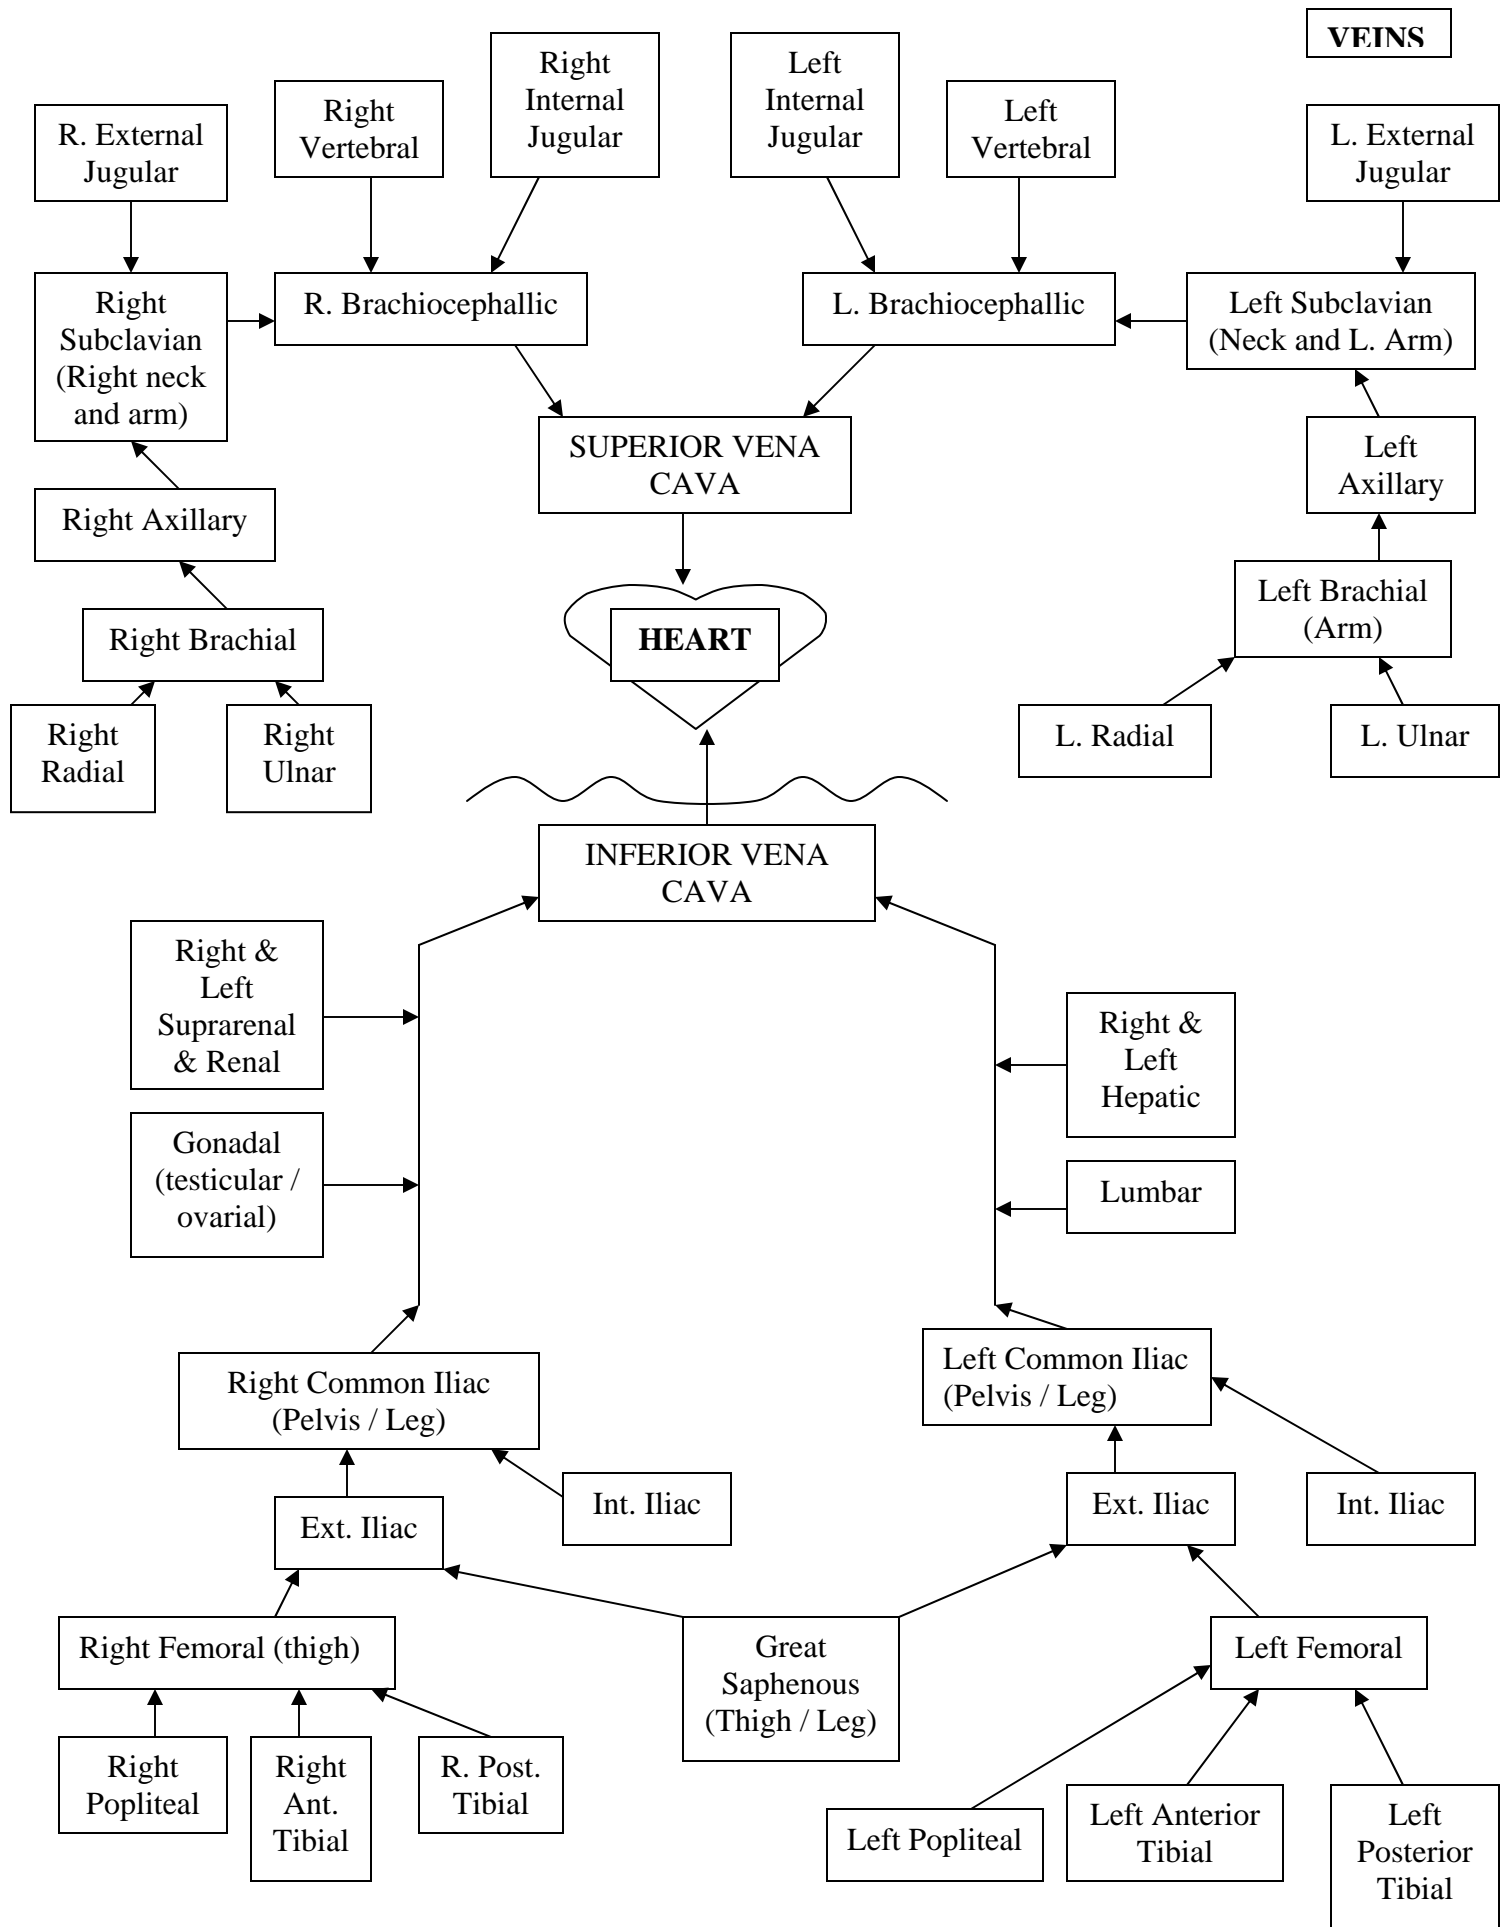 VEINS
Right
Internal
Jugular
Left
Internal
Jugular
Right
Vertebral
Left
Vertebral
R. External
Jugular
L. External
Jugular
Right
Subclavian
(Right neck
and arm)
R. Brachiocephallic
L. Brachiocephallic
Left Subclavian
(Neck and L. Arm)
SUPERIOR VENA
CAVA
Left
Axillary
Right Axillary
Left Brachial
(Arm)
HEART
Right Brachial
Right
Radial
Right
Ulnar
L. Radial
L. Ulnar
INFERIOR VENA
CAVA
Right &
Left
Suprarenal
& Renal
Right &
Left
Hepatic
Gonadal
(testicular /
ovarial)
Lumbar
Right Common Iliac
(Pelvis / Leg)
Left Common Iliac
(Pelvis / Leg)
Int. Iliac
Ext. Iliac
Ext. Iliac
Int. Iliac
Right Femoral (thigh)
Great
Saphenous
(Thigh / Leg)
Left Femoral
Right
Popliteal
Right
Ant.
Tibial
R. Post.
Tibial
Left Popliteal
Left Anterior
Tibial
Left
Posterior
Tibial